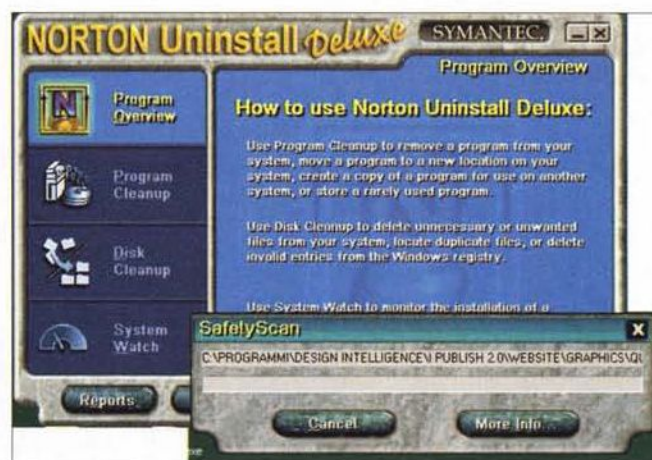 NORTON Uninstall Deluxe
SYMANTEC.
Program Overview
Program
Overview
Program
Cleanup
Disk
Cleanup
System
Watch
How to use Norton Uninstall Deluxe:
Use Program Cleanup to remove a program from your
system, move a program to a new location on your
system, create a copy of a program for use on another
system, or store a rarely used program.
Use Disk Cleanup to delete unnecessary or unwanted
files from your system, locate duplicate files, or delete
invalid entries from the Windows registry.
Use System Watch to monitor the installation of a
Reports
SafelyScan
C:\PROGRAMMI\DESIGN INTELLIGENCE\I PUBLISH 2.0\WEBSITE\GRAPHICS\QU
Cancel
More Info...
xe